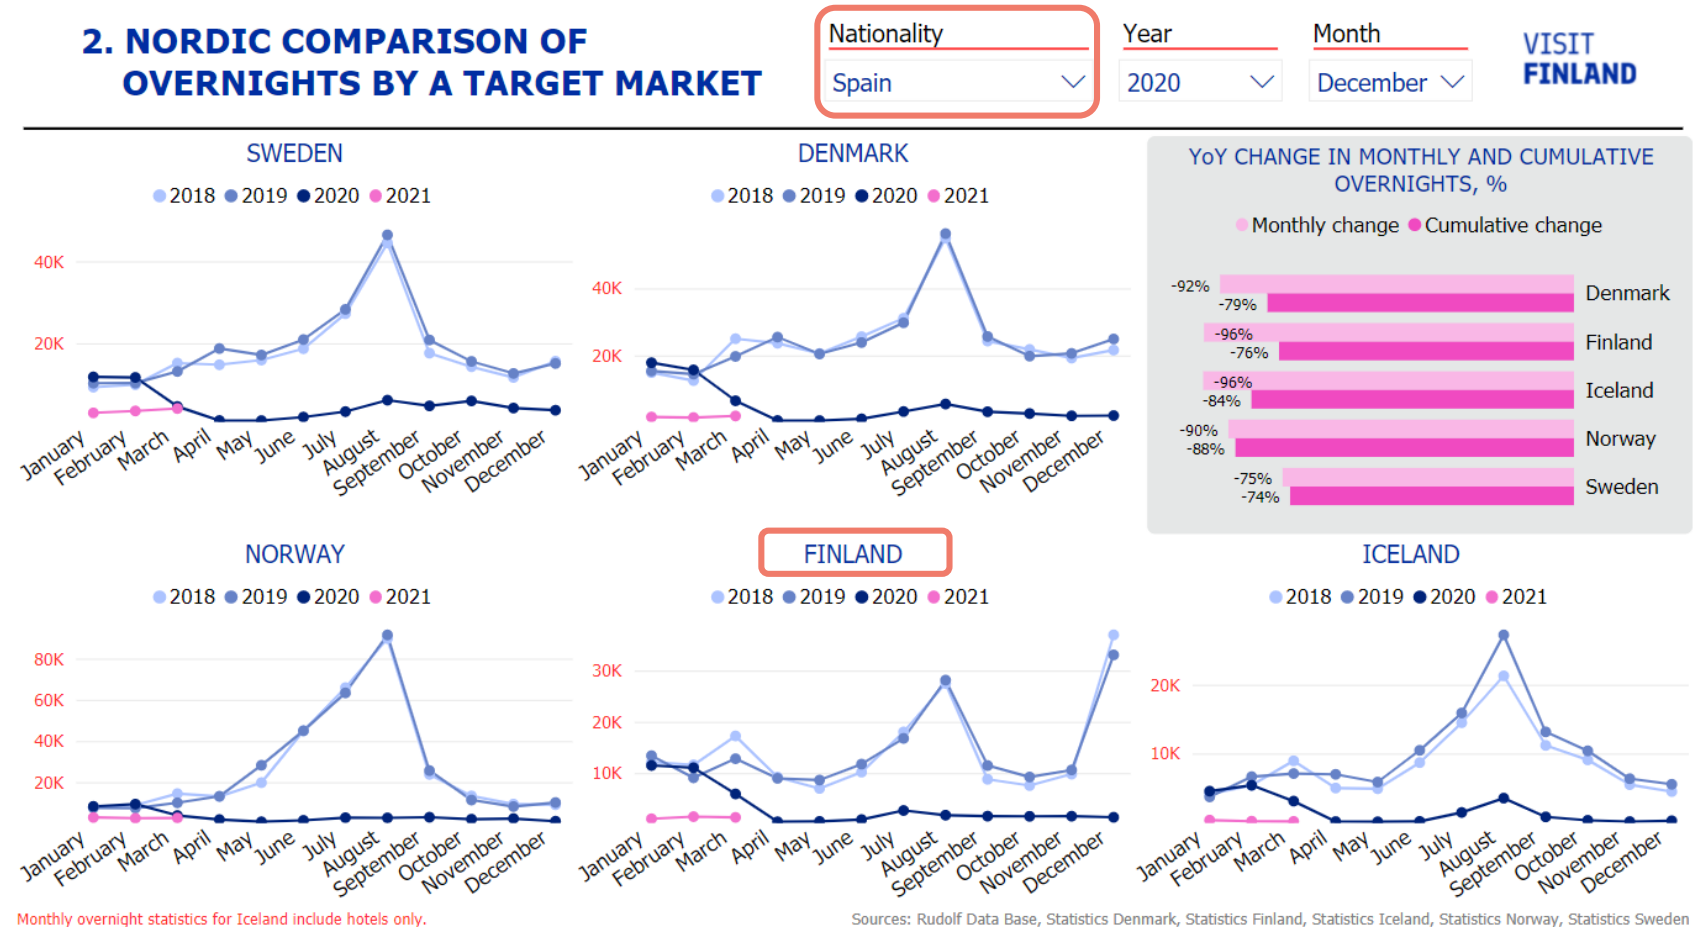 2. NORDIC COMPARISON OF
OVERNIGHTS BY A TARGET MARKET
Nationality
Spain
Year
2020
Month
December
VISIT
FINLAND
SWEDEN
2018 2019 2020 2021
40K
20K
January February March April May June July August September October November December
DENMARK
2018 2019 2020 2021
40K
20K
January February March April May June July August September October November December
YoY CHANGE IN MONTHLY AND CUMULATIVE
OVERNIGHTS, %
Monthly change Cumulative change
-92%
-79%
Denmark
-96%
-76%
Finland
-96%
-84%
Iceland
-90%
-88%
Norway
-75%
-74%
Sweden
NORWAY
2018 2019 2020 2021
80K
60K
40K
20K
January February March April May June July August September October November December
FINLAND
2018 2019 2020 2021
30K
20K
10K
January February March April May June July August September October November December
ICELAND
2018 2019 2020 2021
20K
10K
January February March April May June July August September October November December
Monthly overnight statistics for Iceland include hotels only.
Sources: Rudolf Data Base, Statistics Denmark, Statistics Finland, Statistics Iceland, Statistics Norway, Statistics Sweden